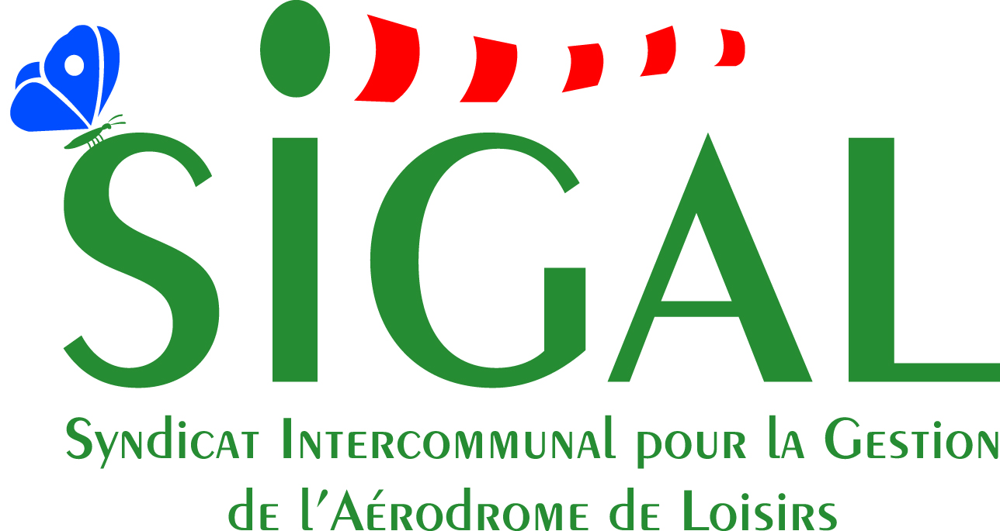 SiGAL
Syndicat Intercommunal pour la Gestion
de l'Aérodrome de Loisirs